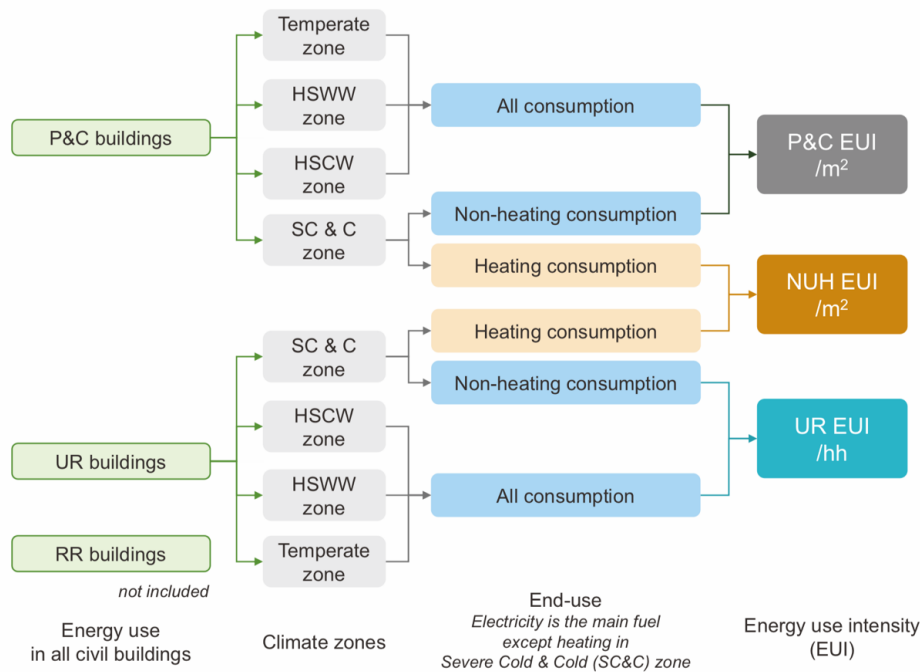 P&C buildings
UR buildings
RR buildings
not included
Energy use
in all civil buildings
Temperate
zone
HSWW
zone
HSCW
zone
SC & C
zone
SC & C
zone
HSCW
zone
HSWW
zone
Temperate
zone
Climate zones
All consumption
Non-heating consumption
Heating consumption
Heating consumption
Non-heating consumption
All consumption
End-use
Electricity is the main fuel
except heating in
Severe Cold & Cold (SC&C) zone
P&C EUI
/m²
NUH EUI
/m²
UR EUI
/hh
Energy use intensity
(EUI)